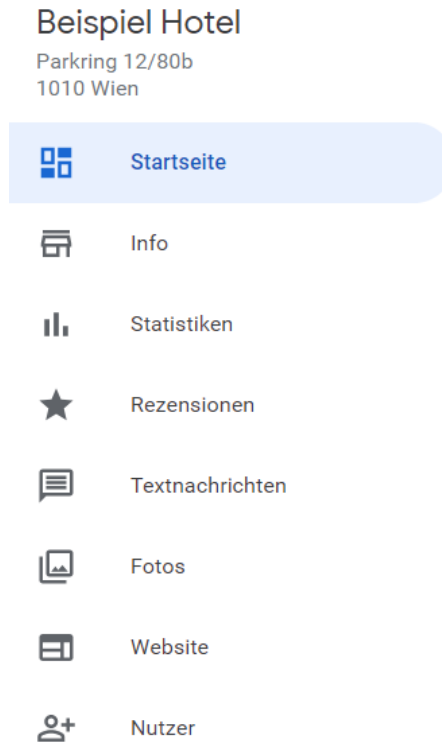 Beispiel Hotel
Parkring 12/80b
1010 Wien
Startseite
Info
Statistiken
Rezensionen
Textnachrichten
Fotos
Website
Nutzer